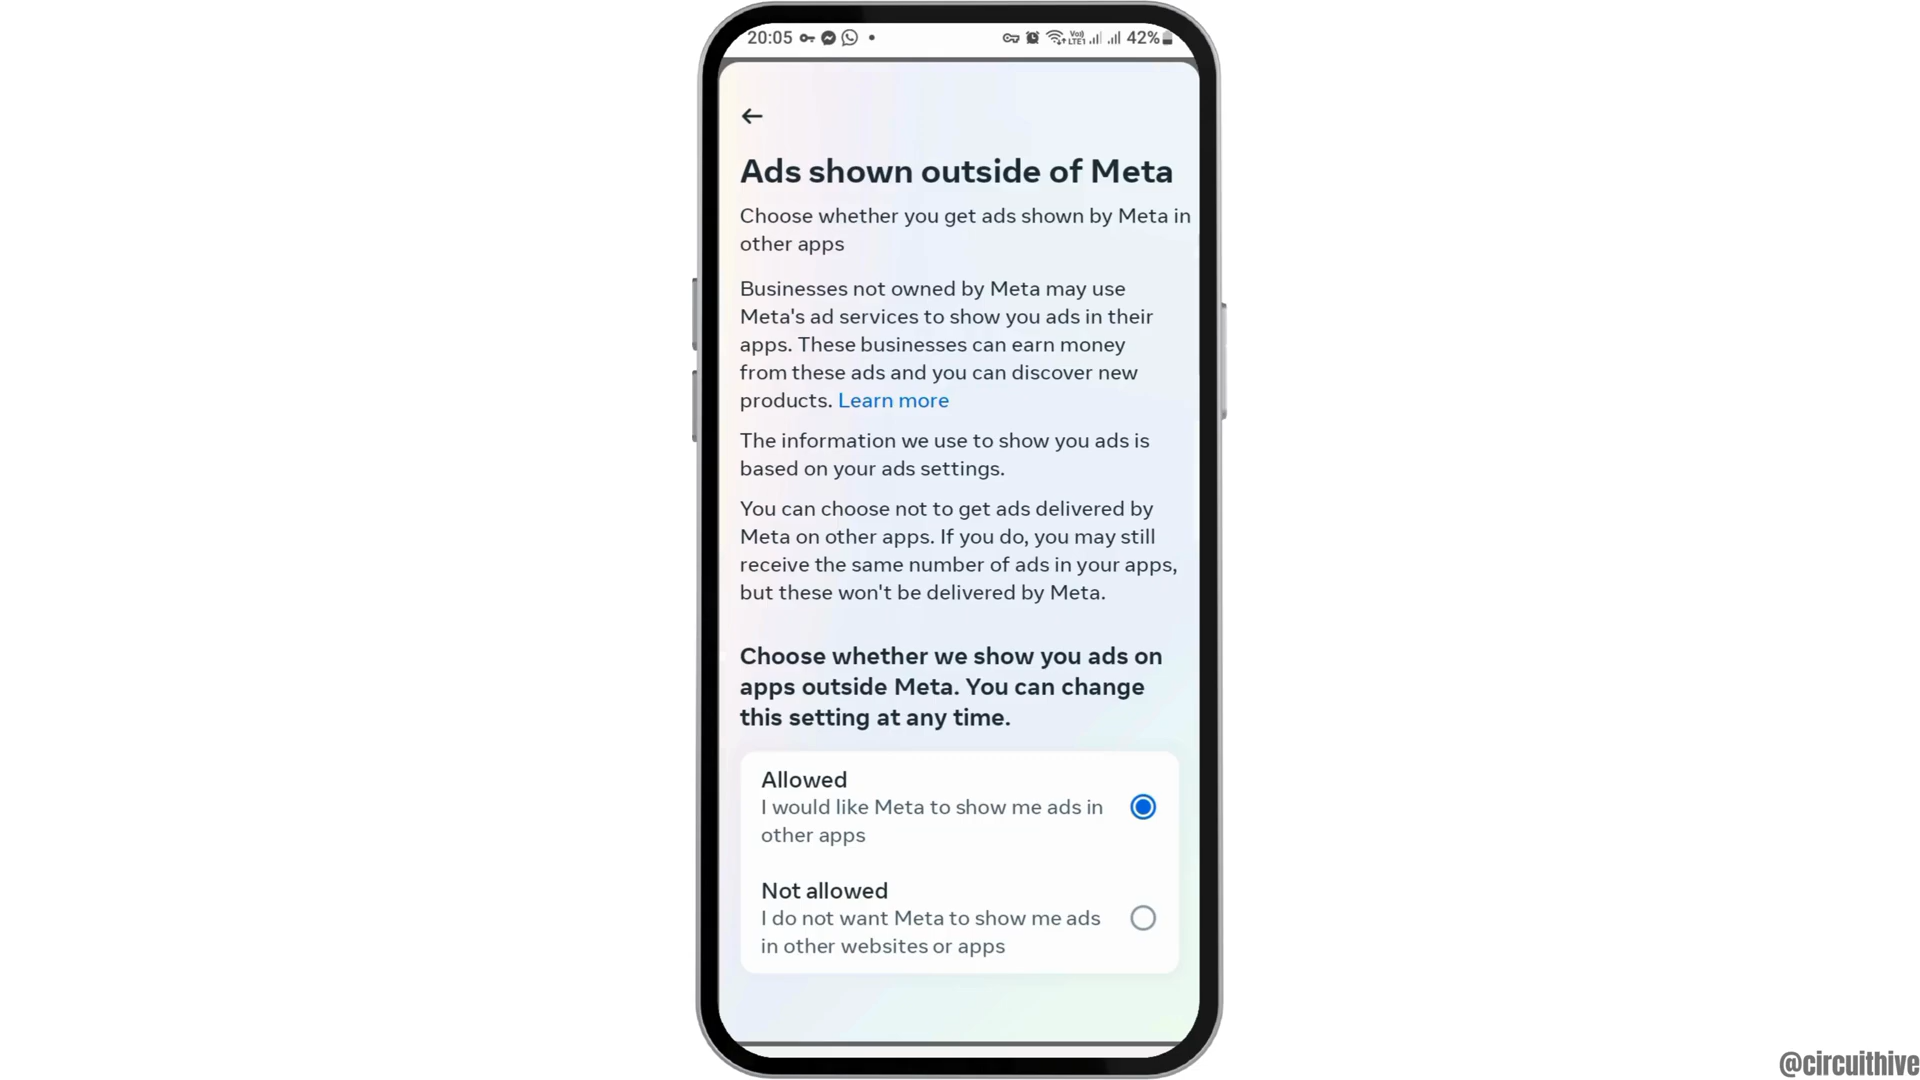 20:05
Vo)
LTE1
42%
Ads shown outside of Meta
Choose whether you get ads shown by Meta in
other apps
Businesses not owned by Meta may use
Meta's ad services to show you ads in their
apps. These businesses can earn money
from these ads and you can discover new
products. Learn more
The information we use to show you ads is
based on your ads settings.
You can choose not to get ads delivered by
Meta on other apps. If you do, you may still
receive the same number of ads in your apps,
but these won't be delivered by Meta.
Choose whether we show you ads on
apps outside Meta. You can change
this setting at any time.
Allowed
I would like Meta to show me ads in
other apps
Not allowed
I do not want Meta to show me ads
in other websites or apps
@circuithive